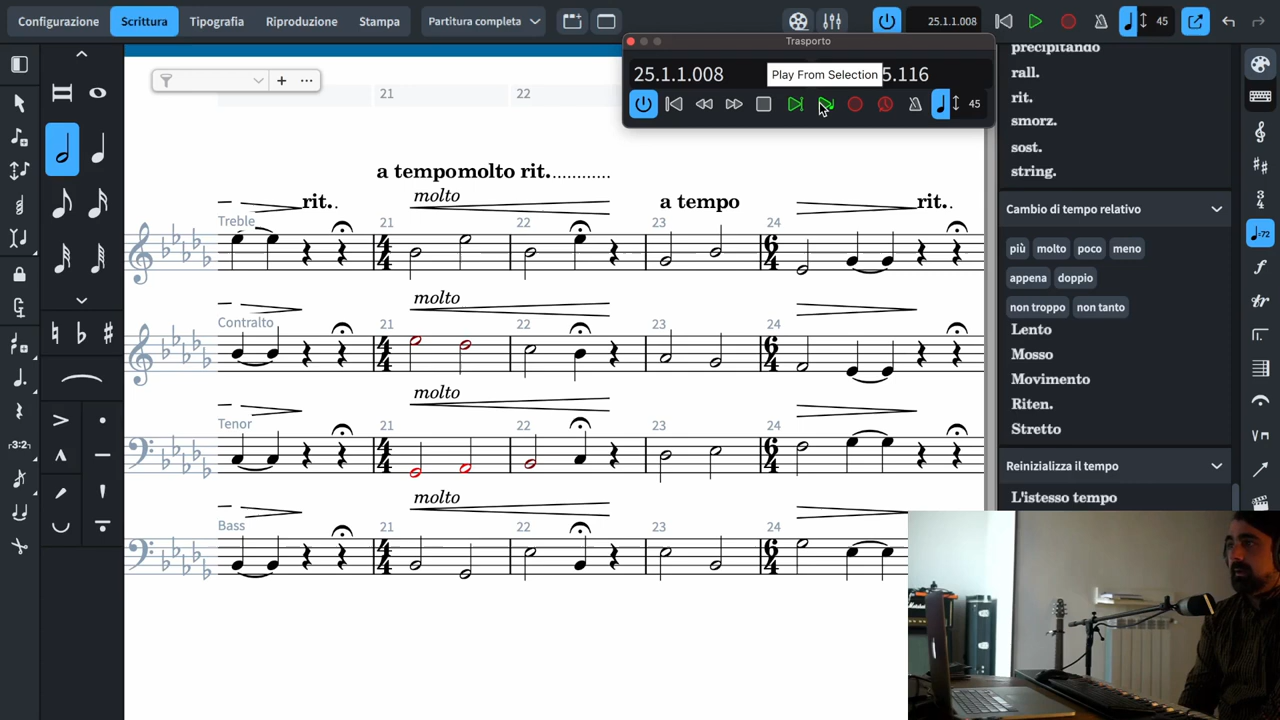 Configurazione Scrittura Tipografia Riproduzione Stampa Partitura completa 25.1.1.008 45
Trasporto
25.1.1.008 Play From Selection 5.116
45
21 22
a tempo molto rit.
molto
rit. a tempo rit.
Treble 21 22 23 24
molto
Contralto 21 22 23 24
molto
Tenor 21 22 23 24
molto
Bass 21 22 23 24
precipitando
rall.
rit.
smorz.
sost.
string.
Cambio di tempo relativo
più molto poco meno
appena doppio
non troppo non tanto
Lento
Mosso
Movimento
Riten.
Stretto
Reinizializza il tempo
L'istesso tempo